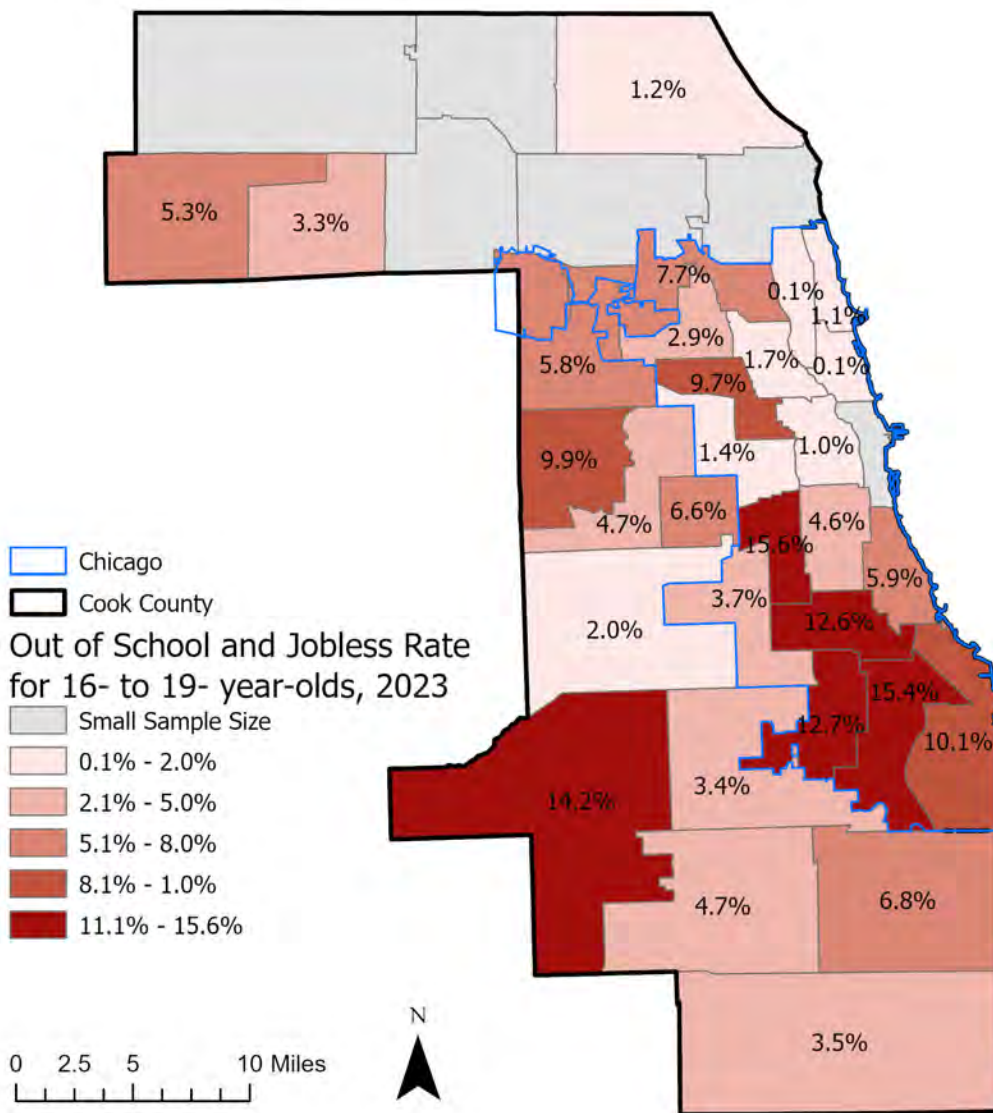 1.2%
5.3%
3.3%
7.7%
0.1%
1.1%
2.9%
1.7%
0.1%
5.8%
9.7%
1.4%
1.0%
9.9%
4.7%
6.6%
4.6%
15.6%
5.9%
3.7%
12.6%
2.0%
15.4%
12.7%
10.1%
14.2%
3.4%
4.7%
6.8%
3.5%
Chicago
Cook County
Out of School and Jobless Rate
for 16- to 19- year-olds, 2023
Small Sample Size
0.1% - 2.0%
2.1% - 5.0%
5.1% - 8.0%
8.1% - 1.0%
11.1% - 15.6%
N
0 2.5 5 10 Miles